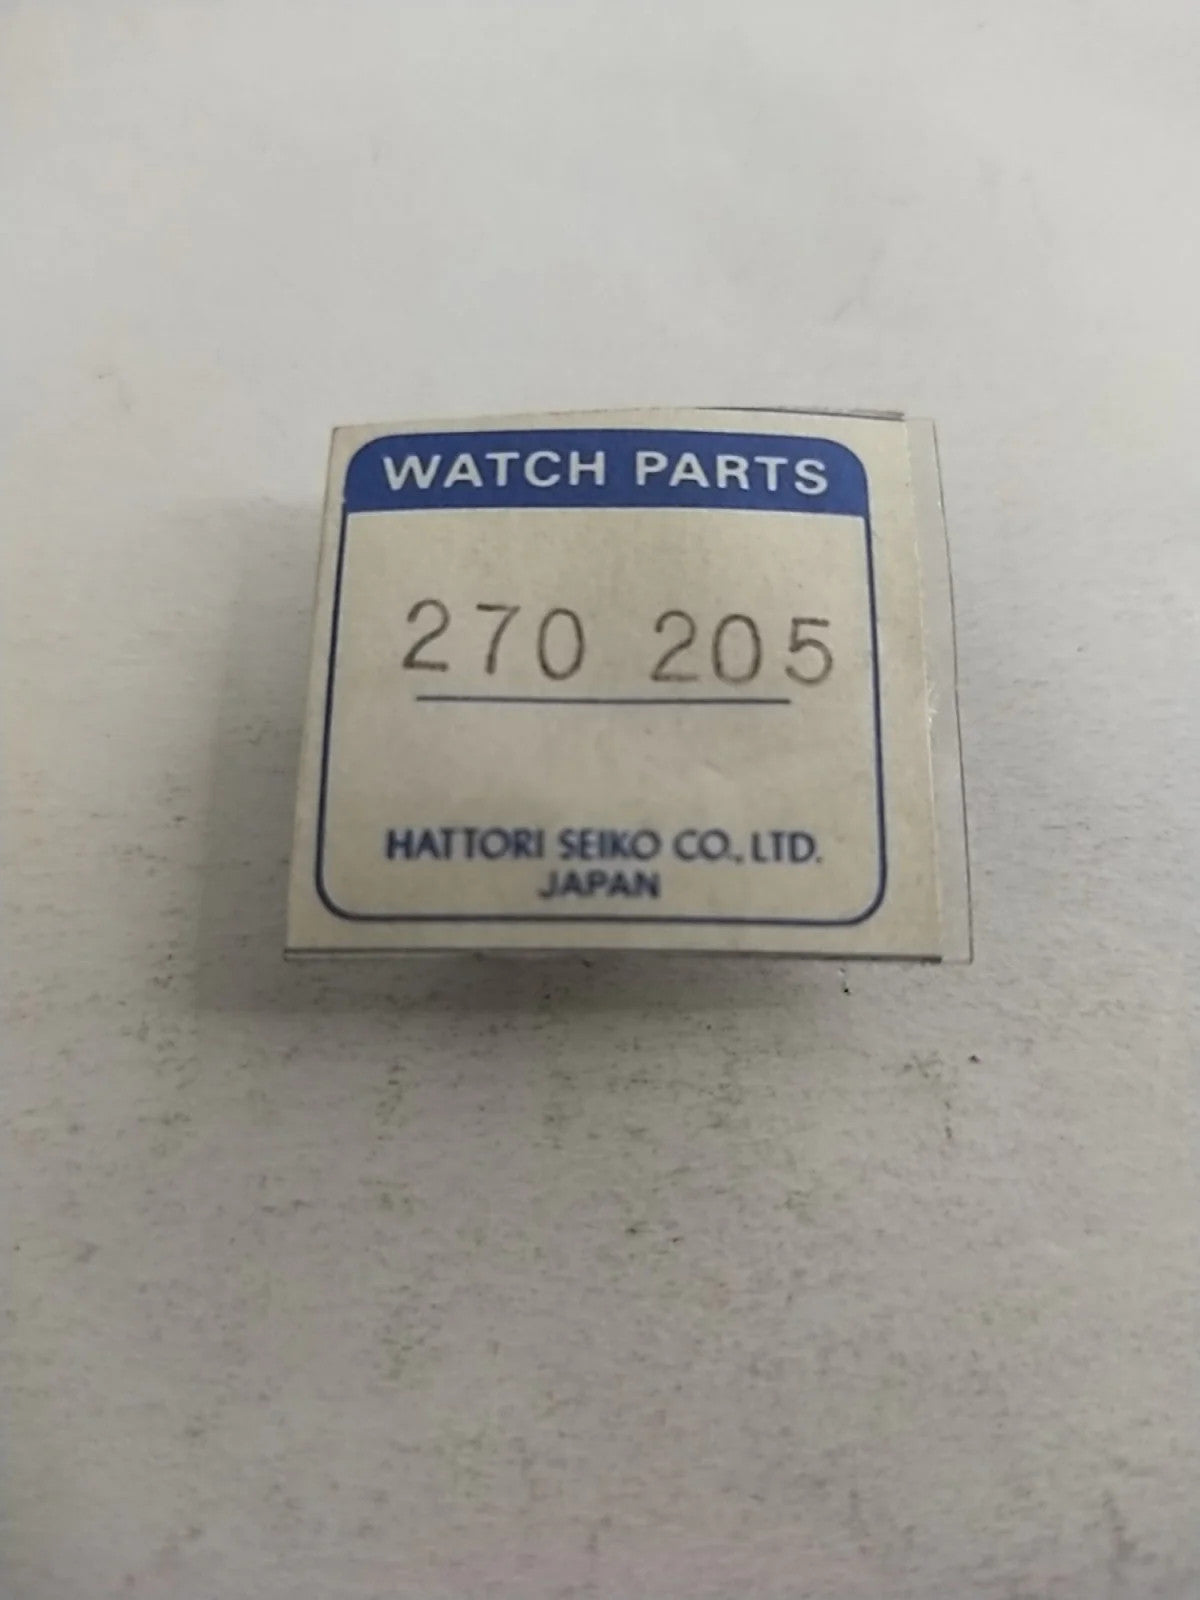 WATCH PARTS
270 205
HATTORI SEIKO CO., LTD.
JAPAN